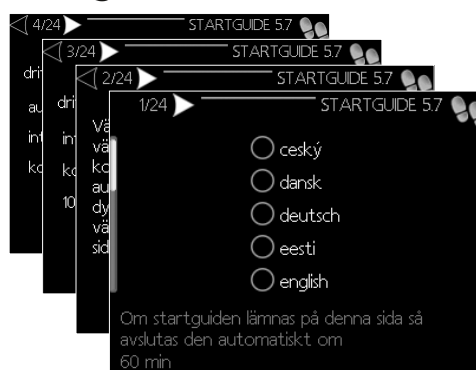 4/24 STARTGUIDE 5.7
3/24 STARTGUIDE 5.7
2/24 STARTGUIDE 5.7
1/24 STARTGUIDE 5.7
ceský
dansk
deutsch
eesti
english
Om startguiden lämnas på denna sida så
avslutas den automatiskt om
60 min